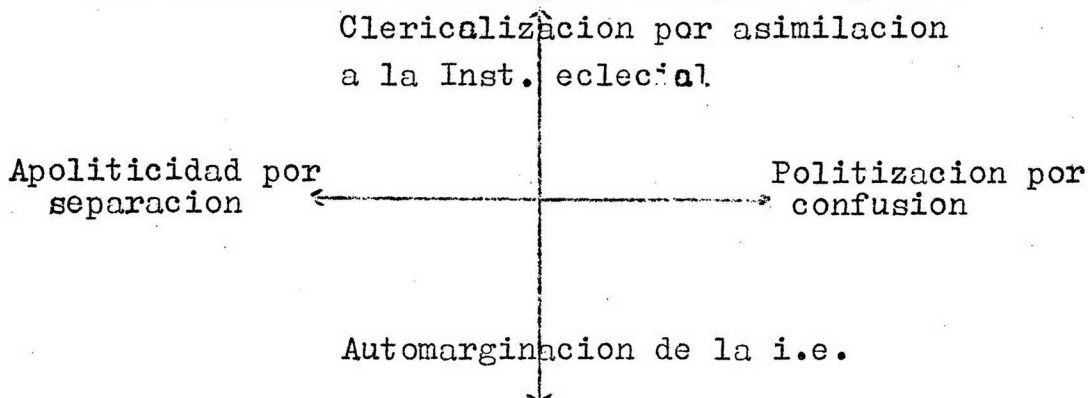 Clericalizacion por asimilacion
a la Inst. eclecial
Apoliticidad por
separacion
Politizacion por
confusion
Automarginacion de la i.e.